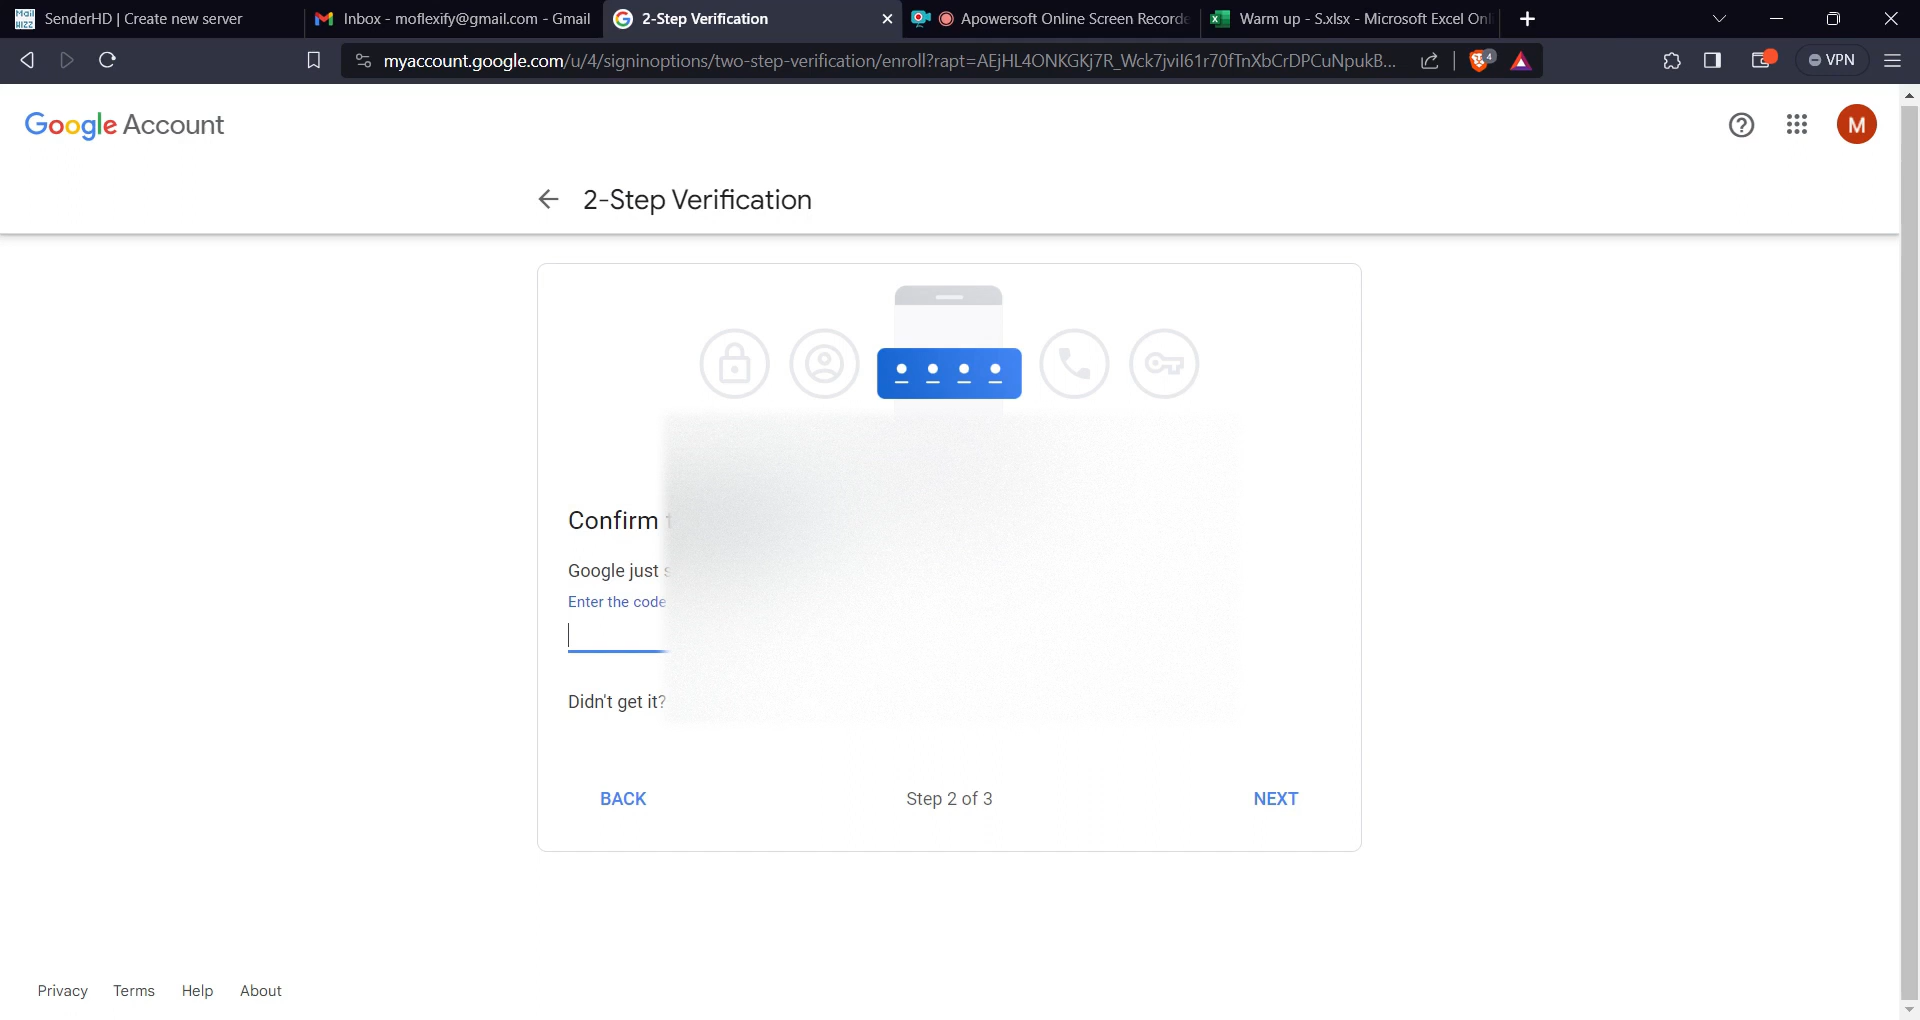 SenderHD | Create new server
Inbox - moflexify@gmail.com - Gmail
2-Step Verification
Apowersoft Online Screen Recorde
Warm up - S.xlsx - Microsoft Excel Onli
myaccount.google.com/u/4/signinoptions/two-step-verification/enroll?rapt=AEjHL4ONKGKj7R_Wck7jvil61r70fTnXbCrDPCuNpukB...
4
VPN
Google Account
M
2-Step Verification
Confirm
Google just
Enter the code
Didn't get it?
BACK
Step 2 of 3
NEXT
Privacy
Terms
Help
About